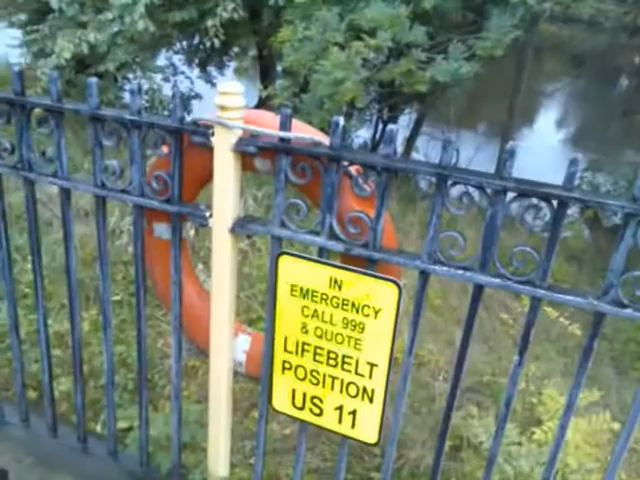 IN
EMERGENCY
CALL 999
& QUOTE
LIFEBELT
POSITION
US 11